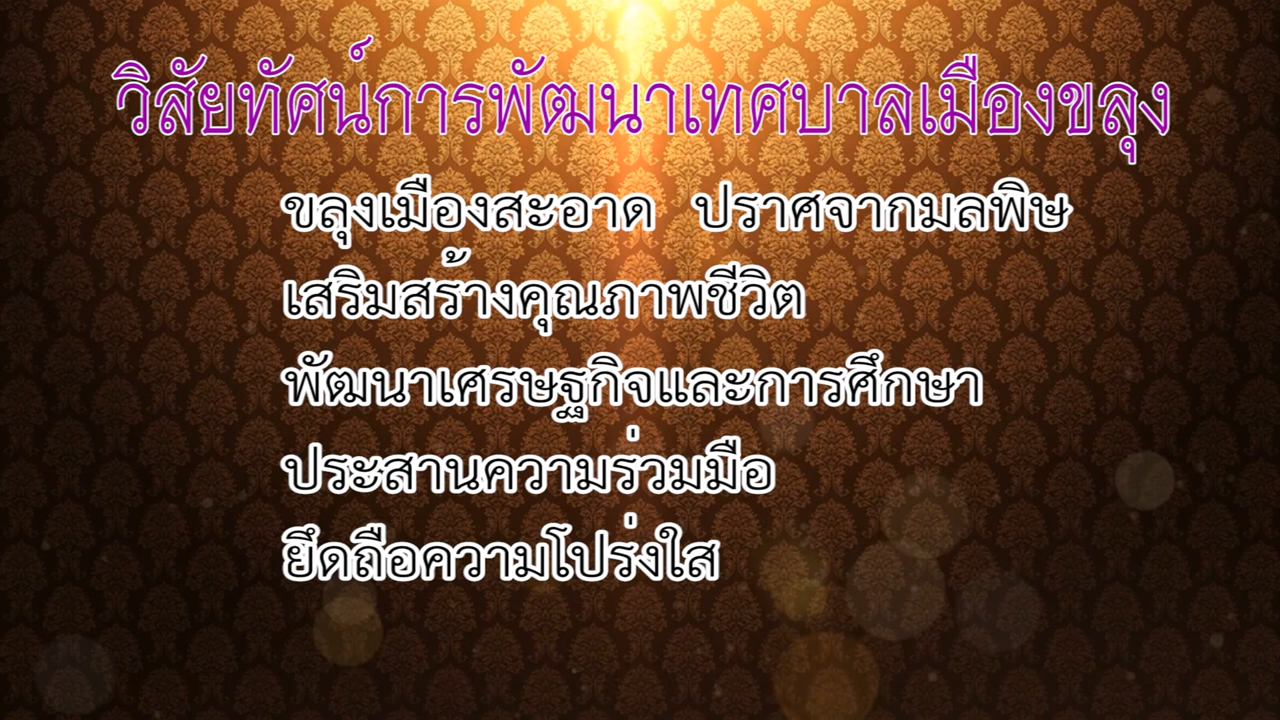 วิสัยทัศน์การพัฒนาเทศบาลเมืองขลุง
ขลุงเมืองสะอาด ปราศจากมลพิษ
เสริมสร้างคุณภาพชีวิต
พัฒนาเศรษฐกิจและการศึกษา
ประสานความร่วมมือ
ยึดถือความโปร่งใส